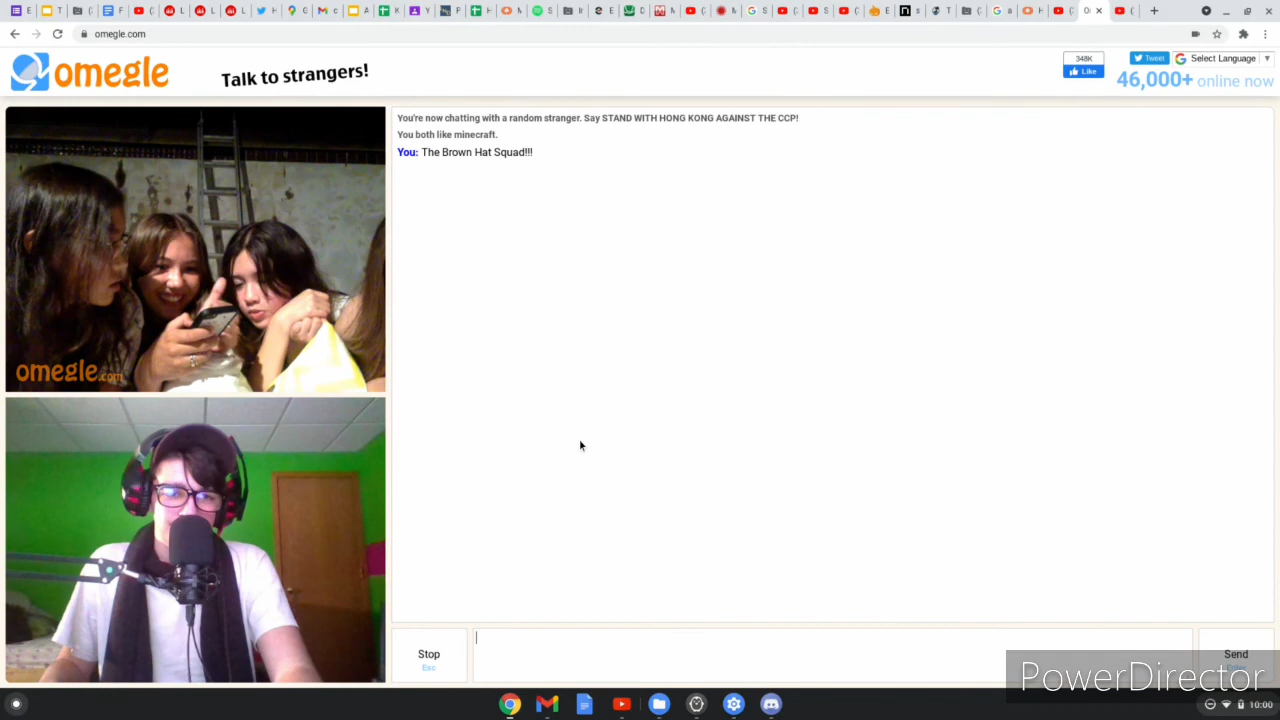 omegle.com
omegle
Talk to strangers!
348K
Like
Tweet
Select Language
46,000+ online now
You're now chatting with a random stranger. Say STAND WITH HONG KONG AGAINST THE CCP!
You both like minecraft.
You: The Brown Hat Squad!!!
omegle.com
Stop
Esc
Send
Enter
PowerDirector
10:00